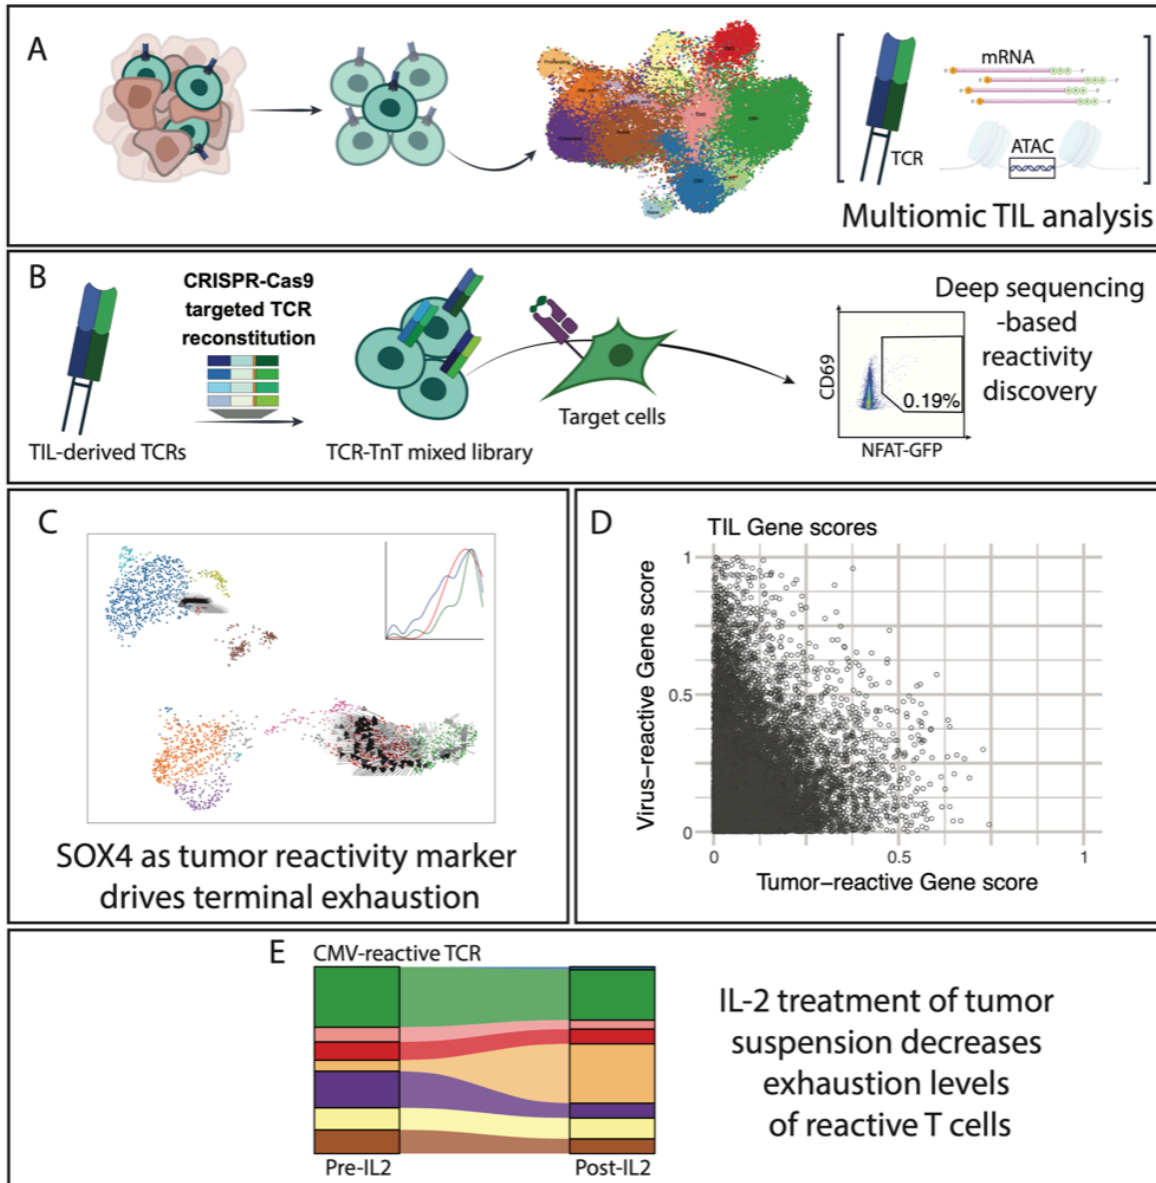 A
Proliferating
Exhausted
Naive
EM1
TCR
mRNA
ATAC
Multiomic TIL analysis
B
CRISPR-Cas9
targeted TCR
reconstitution
TIL-derived TCRs
TCR-TnT mixed library
Target cells
CD69
0.19%
NFAT-GFP
Deep sequencing
-based
reactivity
discovery
C
SOX4 as tumor reactivity marker
drives terminal exhaustion
D
TIL Gene scores
Virus-reactive Gene score
1
0.5
0
0
0.5
1
Tumor-reactive Gene score
E
CMV-reactive TCR
Pre-IL2
Post-IL2
IL-2 treatment of tumor
suspension decreases
exhaustion levels
of reactive T cells